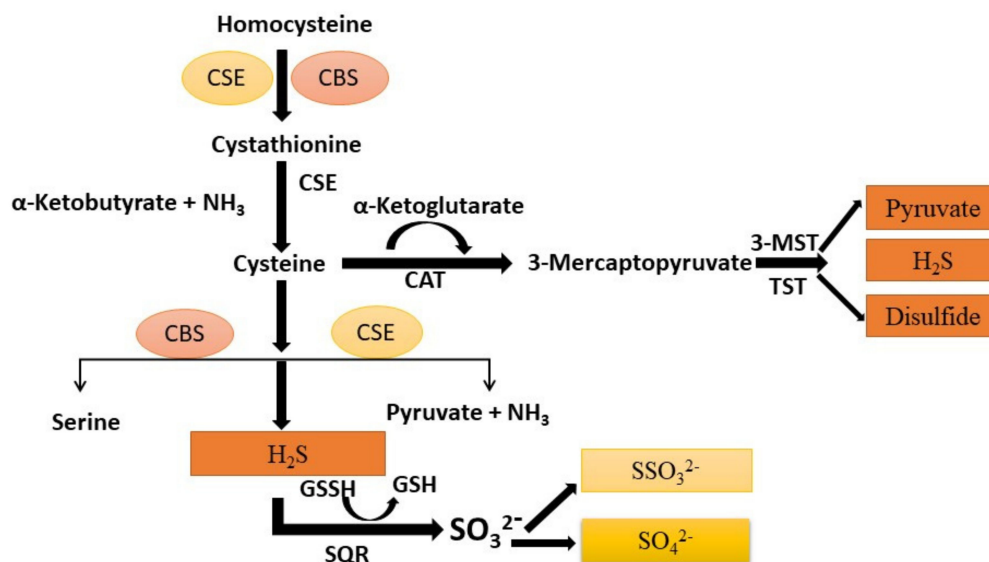 Homocysteine
CSE
CBS
Cystathionine
CSE
α-Ketobutyrate + NH₃
α-Ketoglutarate
Cysteine
CAT
3-Mercaptopyruvate
3-MST
TST
Pyruvate
H₂S
Disulfide
CBS
CSE
Serine
Pyruvate + NH₃
H₂S
GSSH
GSH
SQR
SO₃²⁻
SSO₃²⁻
SO₄²⁻